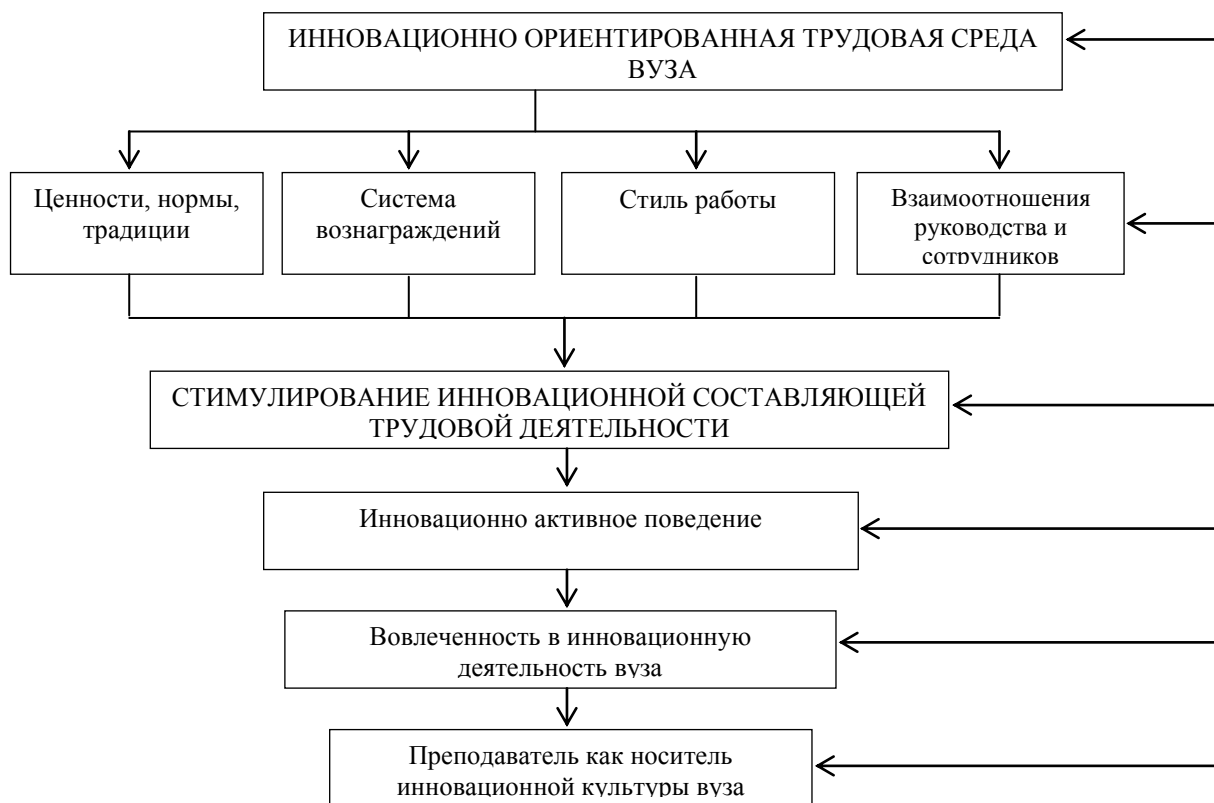 ИННОВАЦИОННО ОРИЕНТИРОВАННАЯ ТРУДОВАЯ СРЕДА
ВУЗА
Ценности, нормы,
традиции
Система
вознаграждений
Стиль работы
Взаимоотношения
руководства и
сотрудников
СТИМУЛИРОВАНИЕ ИННОВАЦИОННОЙ СОСТАВЛЯЮЩЕЙ
ТРУДОВОЙ ДЕЯТЕЛЬНОСТИ
Инновационно активное поведение
Вовлеченность в инновационную
деятельность вуза
Преподаватель как носитель
инновационной культуры вуза